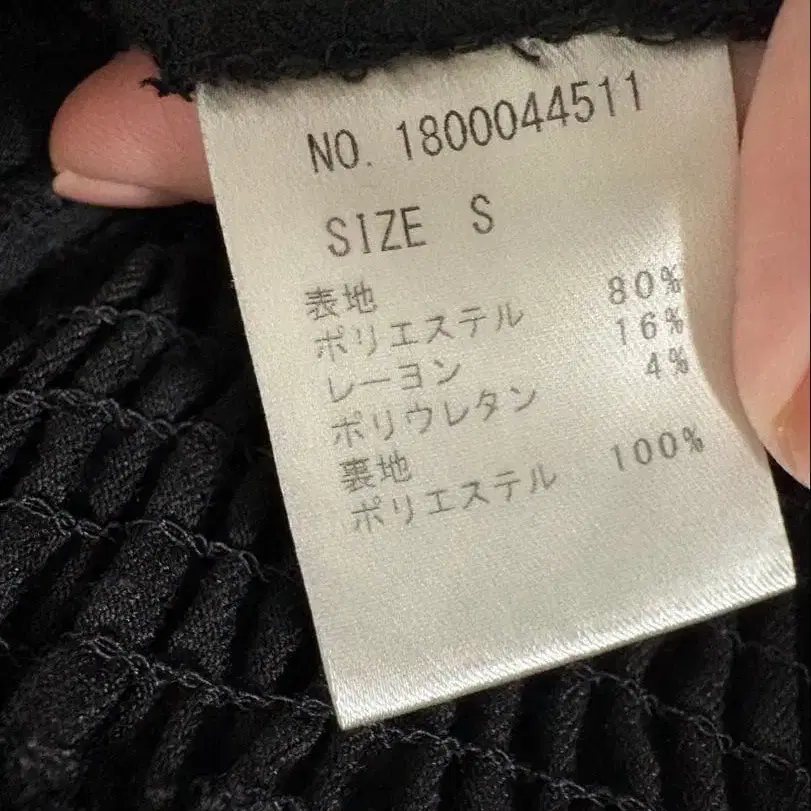 NO. 1800044511
SIZE S
表地
ポリエステル 80%
レーヨン 16%
ポリウレタン 4%
裏地
ポリエステル 100%